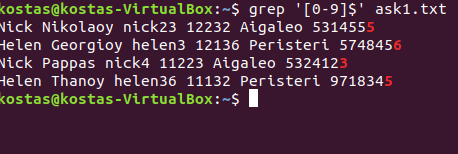 kostas@kostas-VirtualBox:~$ grep '[0-9]$' ask1.txt
Nick Nikolaoy nick23 12232 Aigaleo 5314555
Helen Georgioy helen3 12136 Peristeri 5748456
Nick Pappas nick4 11223 Aigaleo 5324123
Helen Thanoy helen36 11132 Peristeri 9718345
kostas@kostas-VirtualBox:~$